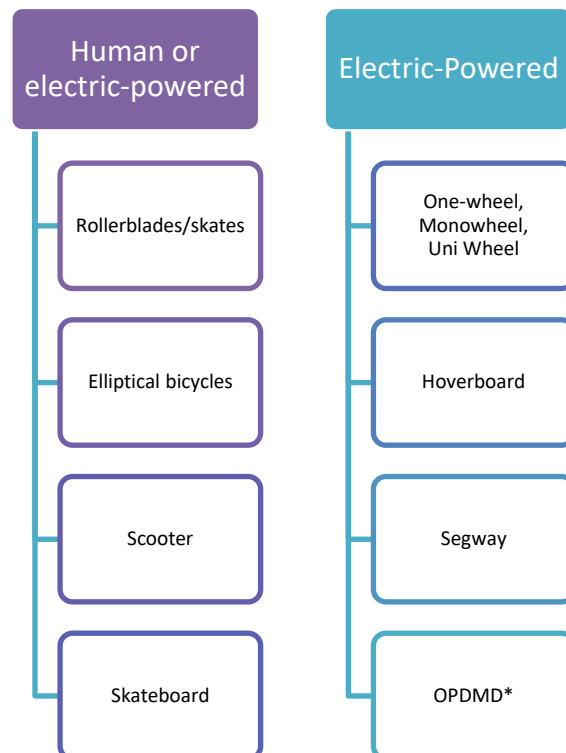 Human or
electric-powered
Rollerblades/skates
Elliptical bicycles
Scooter
Skateboard
Electric-Powered
One-wheel,
Monowheel,
Uni Wheel
Hoverboard
Segway
OPDMD*